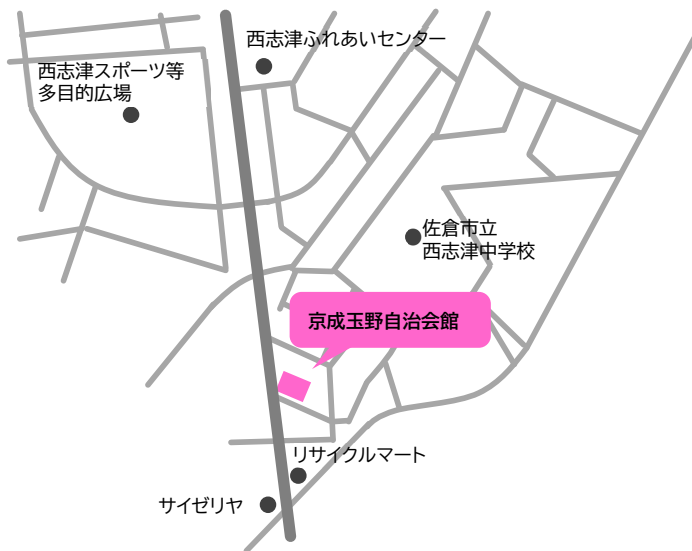 西志津ふれあいセンター
西志津スポーツ等
多目的広場
佐倉市立
西志津中学校
京成玉野自治会館
リサイクルマート
サイゼリヤ